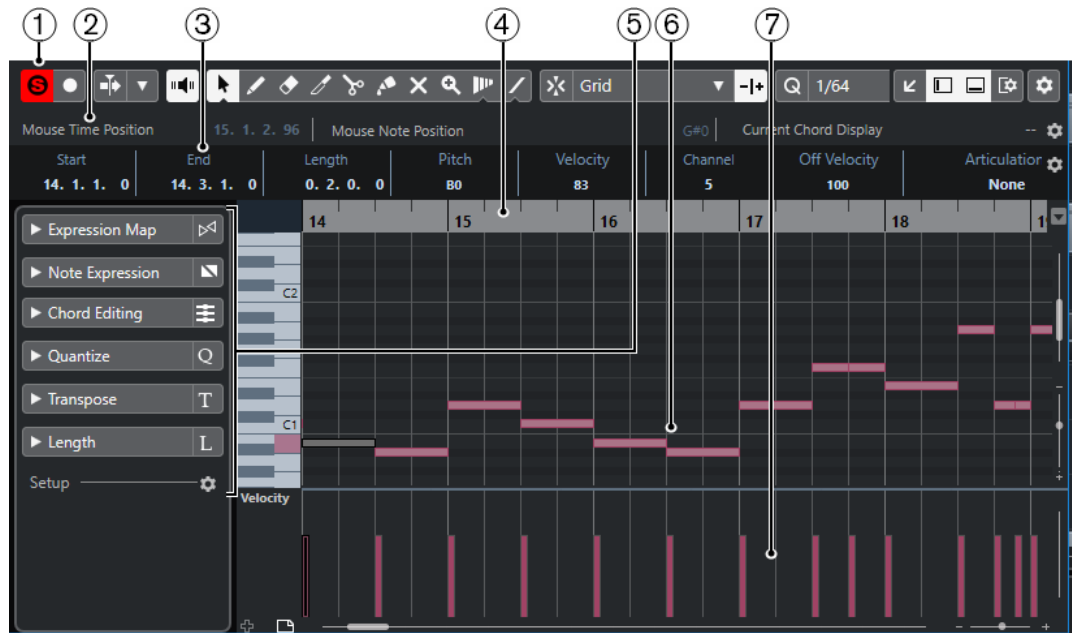 1 2 3 4 5 6 7
S Grid Q 1/64
Mouse Time Position 15. 1. 2. 96 Mouse Note Position G#0 Current Chord Display --
Start End Length Pitch Velocity Channel Off Velocity Articulation
14. 1. 1. 0 14. 3. 1. 0 0. 2. 0. 0 B0 83 5 100 None
14 15 16 17 18 1
Expression Map
Note Expression
C2
Chord Editing
Quantize Q
Transpose T
C1
Length L
Setup
Velocity